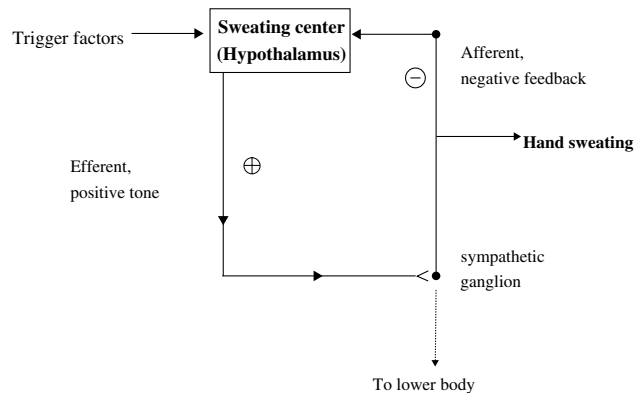 Trigger factors
Sweating center
(Hypothalamus)
Afferent,
negative feedback
Hand sweating
Efferent,
positive tone
sympathetic
ganglion
To lower body